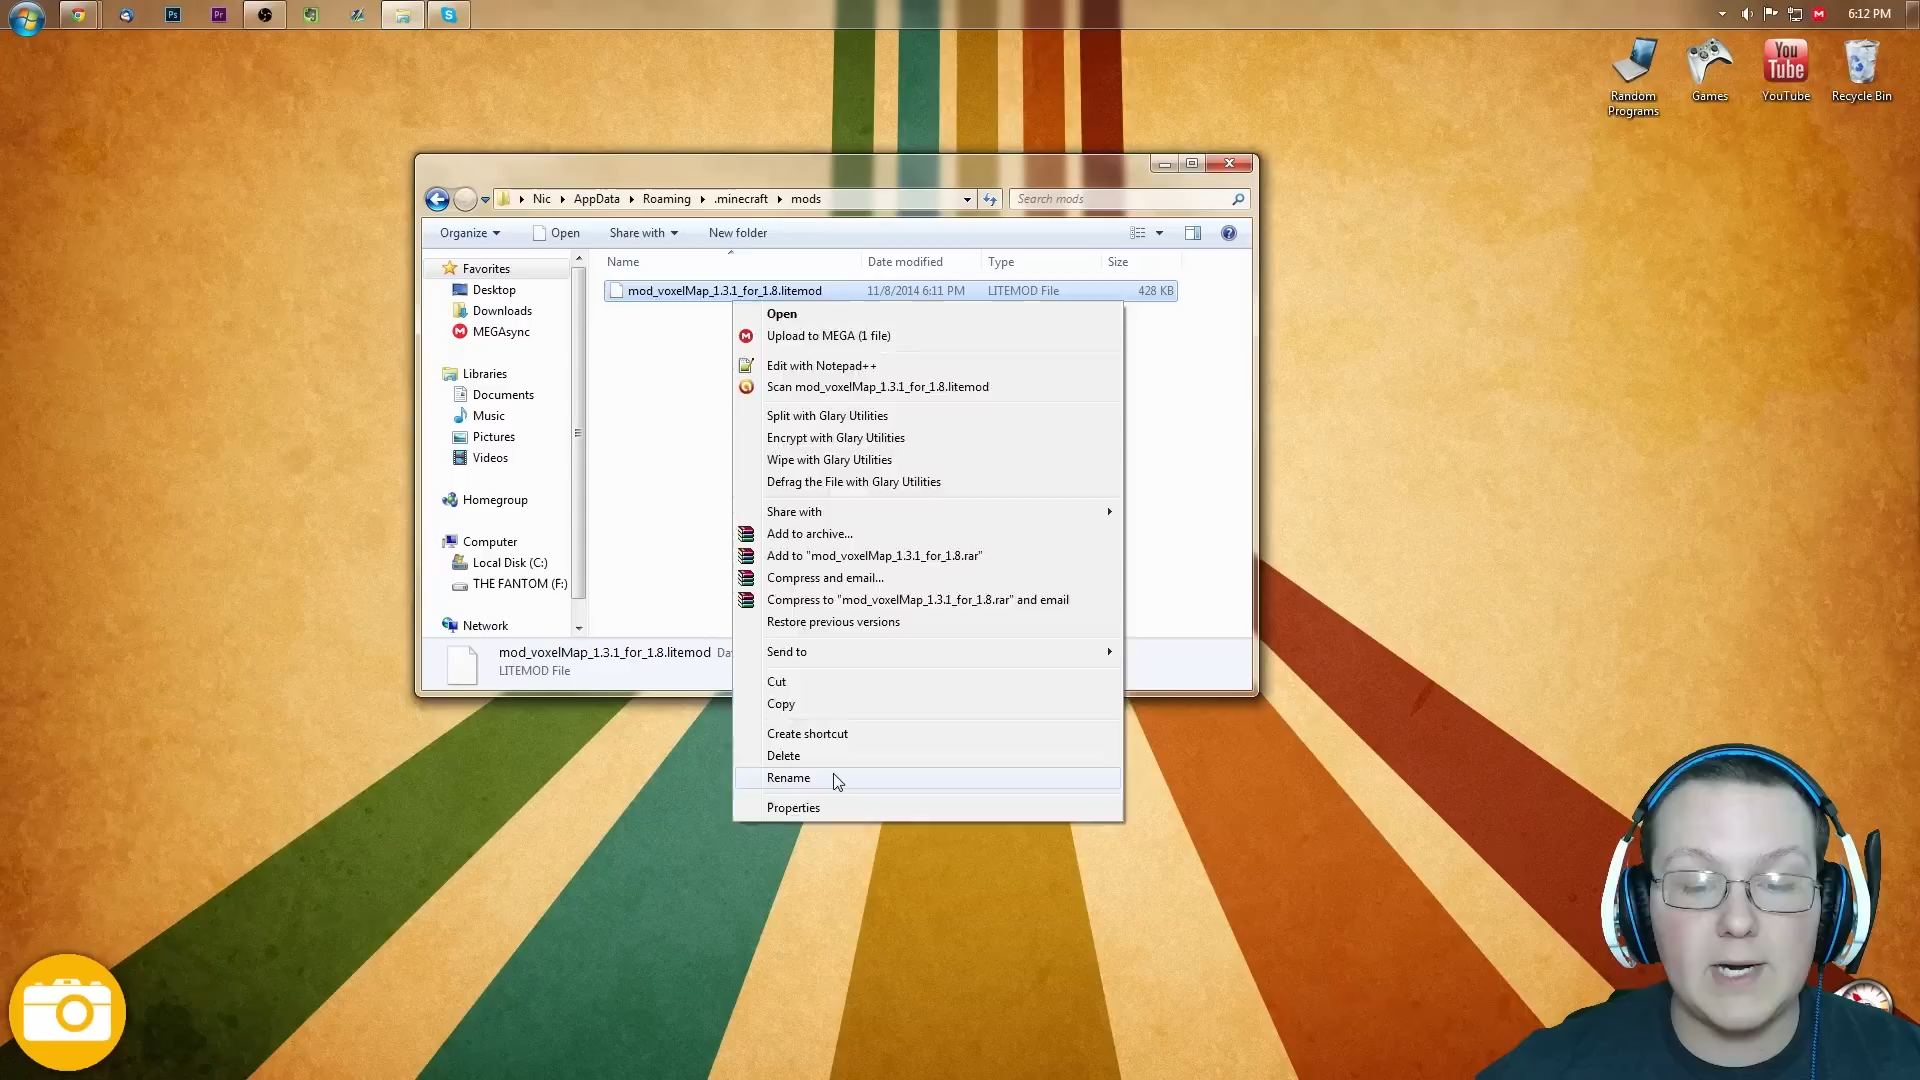 Ps
Pr
6:12 PM
Random
Programs
Games
You
Tube
YouTube
Recycle Bin
Nic
AppData
Roaming
.minecraft
mods
Search mods
Organize
Open
Share with
New folder
Name
Date modified
Type
Size
mod_voxelMap_1.3.1_for_1.8.litemod
11/8/2014 6:11 PM
LITEMOD File
428 KB
Favorites
Desktop
Downloads
MEGAsync
Libraries
Documents
Music
Pictures
Videos
Homegroup
Computer
Local Disk (C:)
THE FANTOM (F:)
Network
Open
Upload to MEGA (1 file)
Edit with Notepad++
Scan mod_voxelMap_1.3.1_for_1.8.litemod
Split with Glary Utilities
Encrypt with Glary Utilities
Wipe with Glary Utilities
Defrag the File with Glary Utilities
Share with
Add to archive...
Add to "mod_voxelMap_1.3.1_for_1.8.rar"
Compress and email...
Compress to "mod_voxelMap_1.3.1_for_1.8.rar" and email
Restore previous versions
Send to
Cut
Copy
Create shortcut
Delete
Rename
Properties
mod_voxelMap_1.3.1_for_1.8.litemod
LITEMOD File